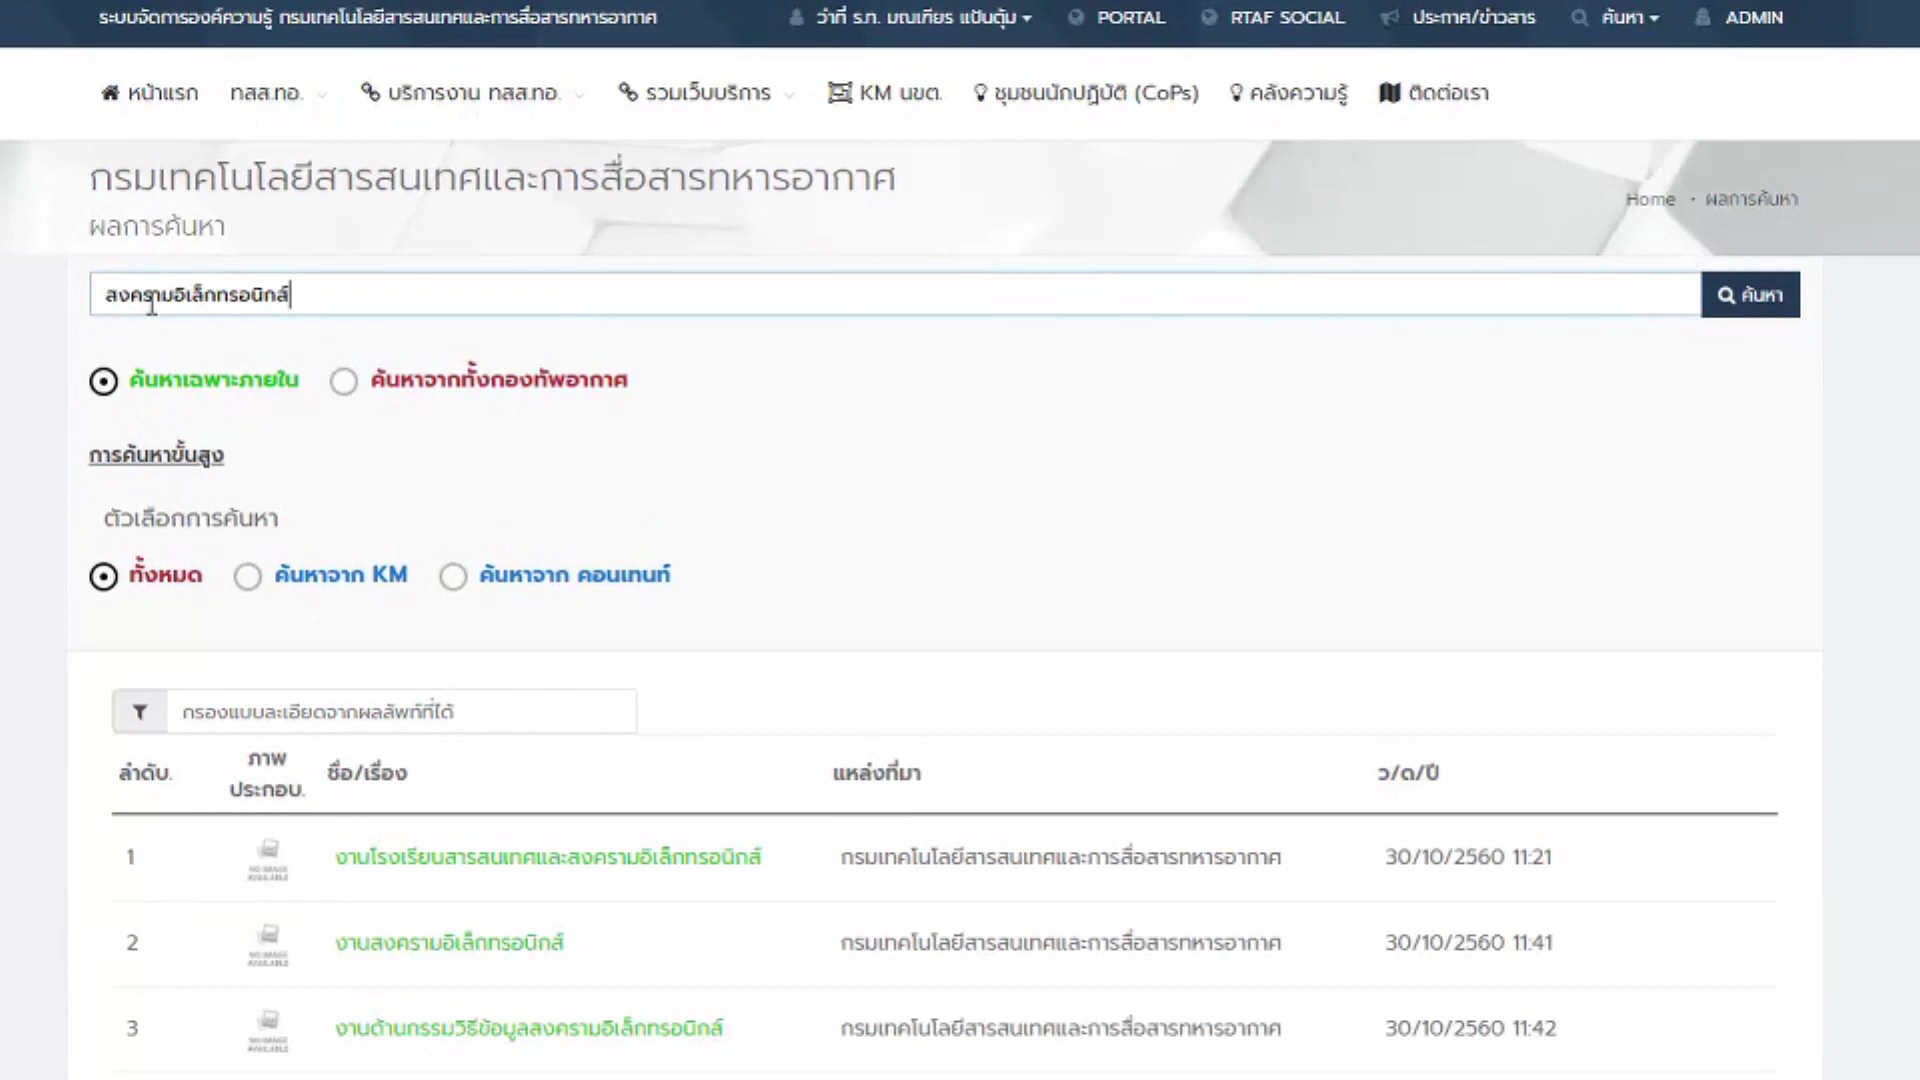 ระบบจัดการองค์ความรู้ กรมเทคโนโลยีสารสนเทศและการสื่อสารทหารอากาศ ว่าที่ ร.ท. มณเฑียร แป้นตุ้ม PORTAL RTAF SOCIAL ประกาศ/ข่าวสาร ค้นหา ADMIN
หน้าแรก ทสส.ทอ. บริการงาน ทสส.ทอ. รวมเว็บบริการ KM นขต. ชุมชนนักปฏิบัติ (CoPs) คลังความรู้ ติดต่อเรา
กรมเทคโนโลยีสารสนเทศและการสื่อสารทหารอากาศ
ผลการค้นหา
Home • ผลการค้นหา
สงครามอิเล็กทรอนิกส์ ค้นหา
ค้นหาเฉพาะภายใน ค้นหาจากทั้งกองทัพอากาศ
การค้นหาขั้นสูง
ตัวเลือกการค้นหา
ทั้งหมด ค้นหาจาก KM ค้นหาจาก คอนเทนท์
กรองแบบละเอียดจากผลลัพท์ที่ได้
ลำดับ. ภาพประกอบ. ชื่อ/เรื่อง แหล่งที่มา ว/ด/ปี
1 NO IMAGE AVAILABLE งานโรงเรียนสารสนเทศและสงครามอิเล็กทรอนิกส์ กรมเทคโนโลยีสารสนเทศและการสื่อสารทหารอากาศ 30/10/2560 11:21
2 NO IMAGE AVAILABLE งานสงครามอิเล็กทรอนิกส์ กรมเทคโนโลยีสารสนเทศและการสื่อสารทหารอากาศ 30/10/2560 11:41
3 NO IMAGE AVAILABLE งานด้านกรรมวิธีข้อมูลสงครามอิเล็กทรอนิกส์ กรมเทคโนโลยีสารสนเทศและการสื่อสารทหารอากาศ 30/10/2560 11:42